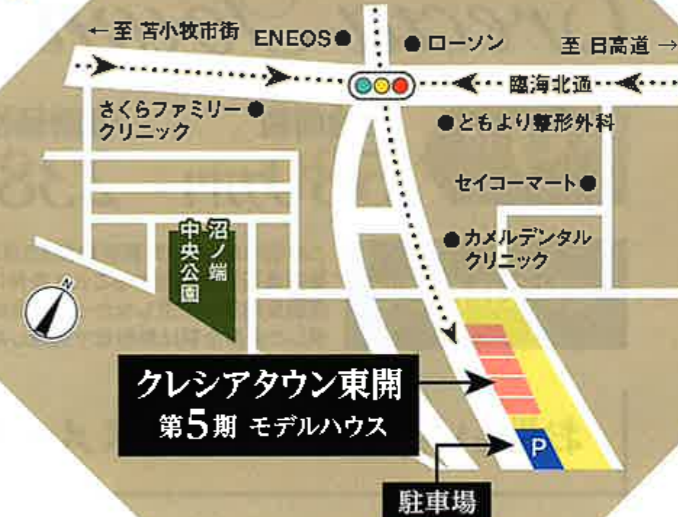 ← 至 苫小牧市街
ENEOS●
●ローソン
至 日高道 →
臨海北通
さくらファミリー●
クリニック
●ともより整形外科
セイコーマート●
●カメルデンタル
クリニック
沼ノ端
中央公園
N
クレシアタウン東開
第5期 モデルハウス
P
駐車場